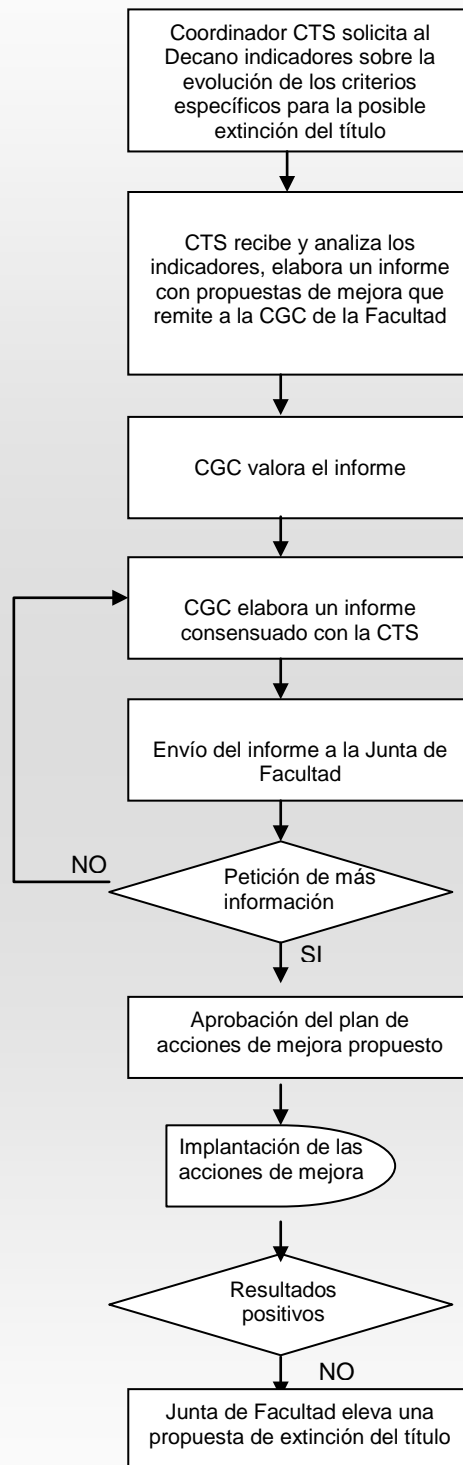 Coordinador CTS solicita al
Decano indicadores sobre la
evolución de los criterios
específicos para la posible
extinción del título
CTS recibe y analiza los
indicadores, elabora un informe
con propuestas de mejora que
remite a la CGC de la Facultad
CGC valora el informe
CGC elabora un informe
consensuado con la CTS
Envío del informe a la Junta de
Facultad
NO
Petición de más
información
SI
Aprobación del plan de
acciones de mejora propuesto
Implantación de las
acciones de mejora
Resultados
positivos
NO
Junta de Facultad eleva una
propuesta de extinción del título